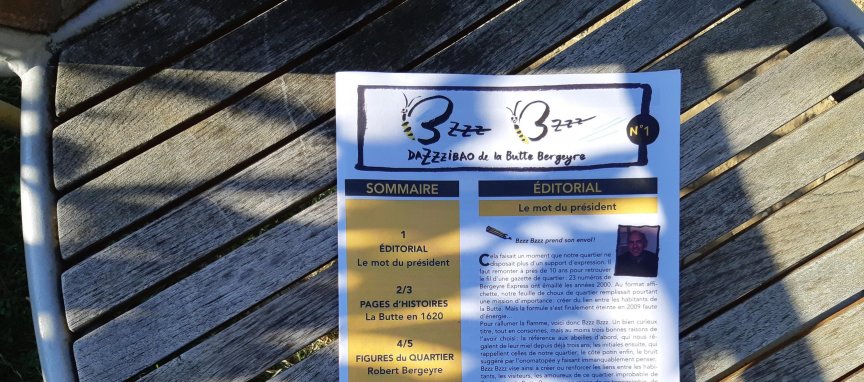 Bzzz Bzzz
N°1
DAZZZiBAO de la Butte Bergeyre
SOMMAIRE
1
ÉDITORIAL
Le mot du président
2/3
PAGES d'HISTOIRES
La Butte en 1620
4/5
FIGURES du QUARTIER
Robert Bergeyre
ÉDITORIAL
Le mot du président
Bzzz Bzzz prend son envol !
Cela faisait un moment que notre quartier ne
disposait plus d'un support d'expression. Il
faut remonter à près de 10 ans pour retrouver
le fil d'une gazette de quartier : 23 numéros de
Bergeyre Express ont émaillé les années 2000. Au format affi-
chette, notre feuille de choux de quartier remplissait pourtant
une mission d'importance : créer du lien entre les habitants de
la Butte. Mais la formule s'est finalement éteinte en 2009 faute
d'énergie...
Pour rallumer la flamme, voici donc Bzzz Bzzz. Un bien curieux
titre, tout en consonnes, mais au moins trois bonnes raisons de
l'avoir choisi : la référence aux abeilles d'abord, qui nous ré-
galent de leur miel depuis déjà trois ans; les initiales ensuite, qui
rappellent celles de notre quartier; le côté potin enfin, le bruit
suggéré par l'onomatopée y faisant immanquablement penser.
Bzzz Bzzz vise ainsi à créer ou renforcer les liens entre les habi-
tants, les visiteurs, les amoureux de ce quartier improbable de